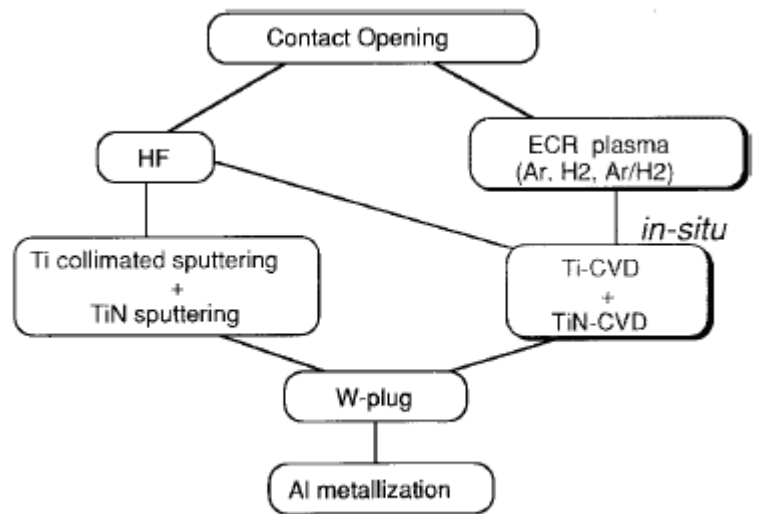 Contact Opening
HF
ECR plasma
(Ar, H2, Ar/H2)
in-situ
Ti collimated sputtering
+
TiN sputtering
Ti-CVD
+
TiN-CVD
W-plug
Al metallization